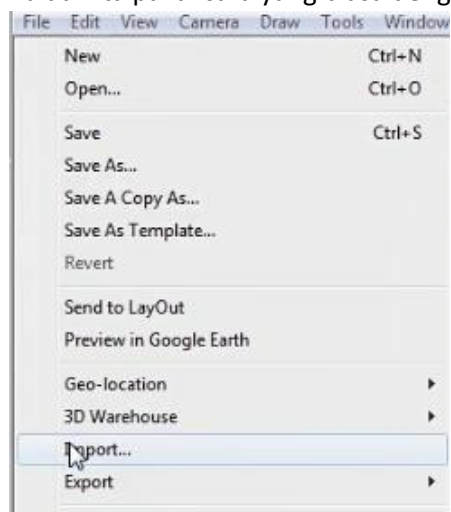 File Edit View Camera Draw Tools Window
New Ctrl+N
Open... Ctrl+O
Save Ctrl+S
Save As...
Save A Copy As...
Save As Template...
Revert
Send to LayOut
Preview in Google Earth
Geo-location
3D Warehouse
Import...
Export